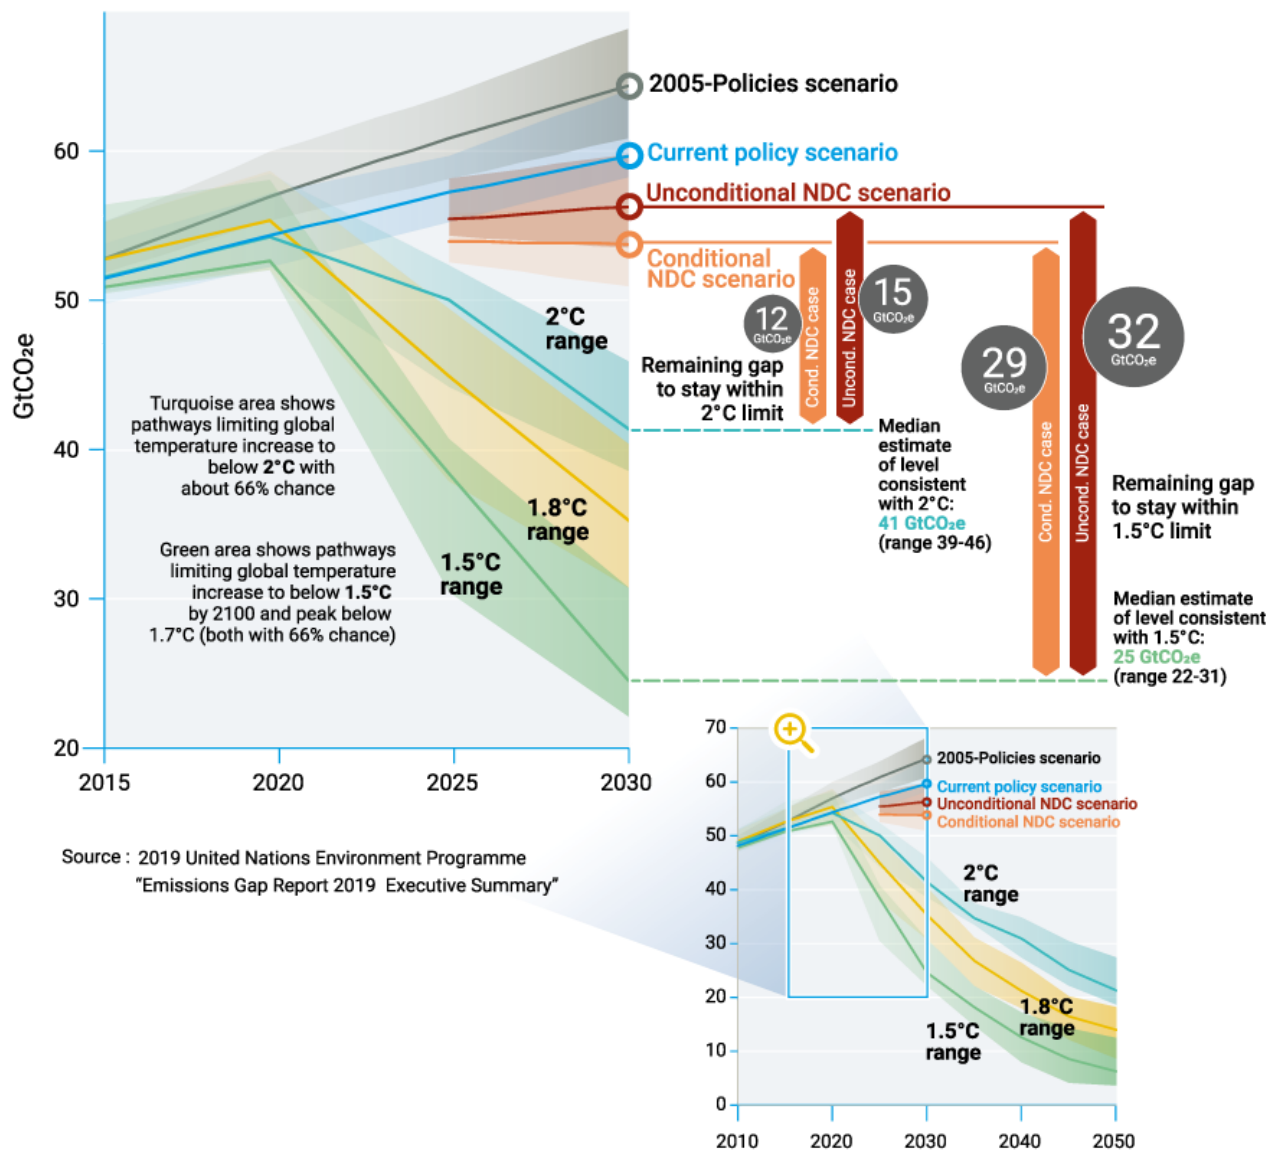 GtCO₂e
60
50
40
30
20
2015
2020
2025
2030
2005-Policies scenario
Current policy scenario
Unconditional NDC scenario
Conditional
NDC scenario
2°C
range
1.8°C
range
1.5°C
range
Turquoise area shows
pathways limiting global
temperature increase to
below 2°C with
about 66% chance
Green area shows pathways
limiting global temperature
increase to below 1.5°C
by 2100 and peak below
1.7°C (both with 66% chance)
12
GtCO₂e
15
GtCO₂e
Cond. NDC case
Uncond. NDC case
Remaining gap
to stay within
2°C limit
Median
estimate
of level
consistent
with 2°C:
41 GtCO₂e
(range 39-46)
29
GtCO₂e
32
GtCO₂e
Cond. NDC case
Uncond. NDC case
Remaining gap
to stay within
1.5°C limit
Median estimate
of level consistent
with 1.5°C:
25 GtCO₂e
(range 22-31)
70
60
50
40
30
20
10
0
2010
2020
2030
2040
2050
2005-Policies scenario
Current policy scenario
Unconditional NDC scenario
Conditional NDC scenario
2°C
range
1.8°C
range
1.5°C
range
Source : 2019 United Nations Environment Programme
“Emissions Gap Report 2019 Executive Summary”